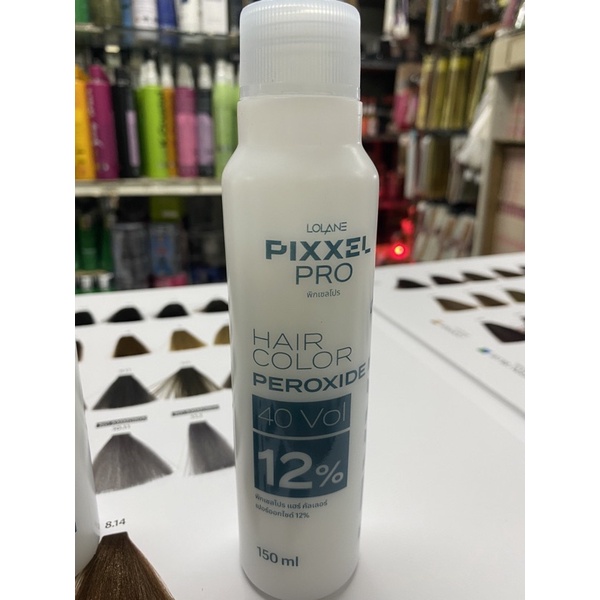 LOLANE
PIXXEL
PRO
พิกเซลโปร
HAIR
COLOR
PEROXIDE
40 Vol
12%
พิกเซลโปร แฮร์ คัลเลอร์
เปอร์ออกไซด์ 12%
150 ml
8.14